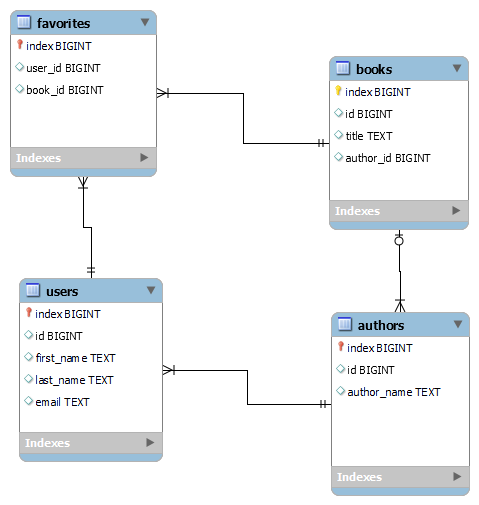 favorites
index BIGINT
user_id BIGINT
book_id BIGINT
Indexes
books
index BIGINT
id BIGINT
title TEXT
author_id BIGINT
Indexes
users
index BIGINT
id BIGINT
first_name TEXT
last_name TEXT
email TEXT
Indexes
authors
index BIGINT
id BIGINT
author_name TEXT
Indexes